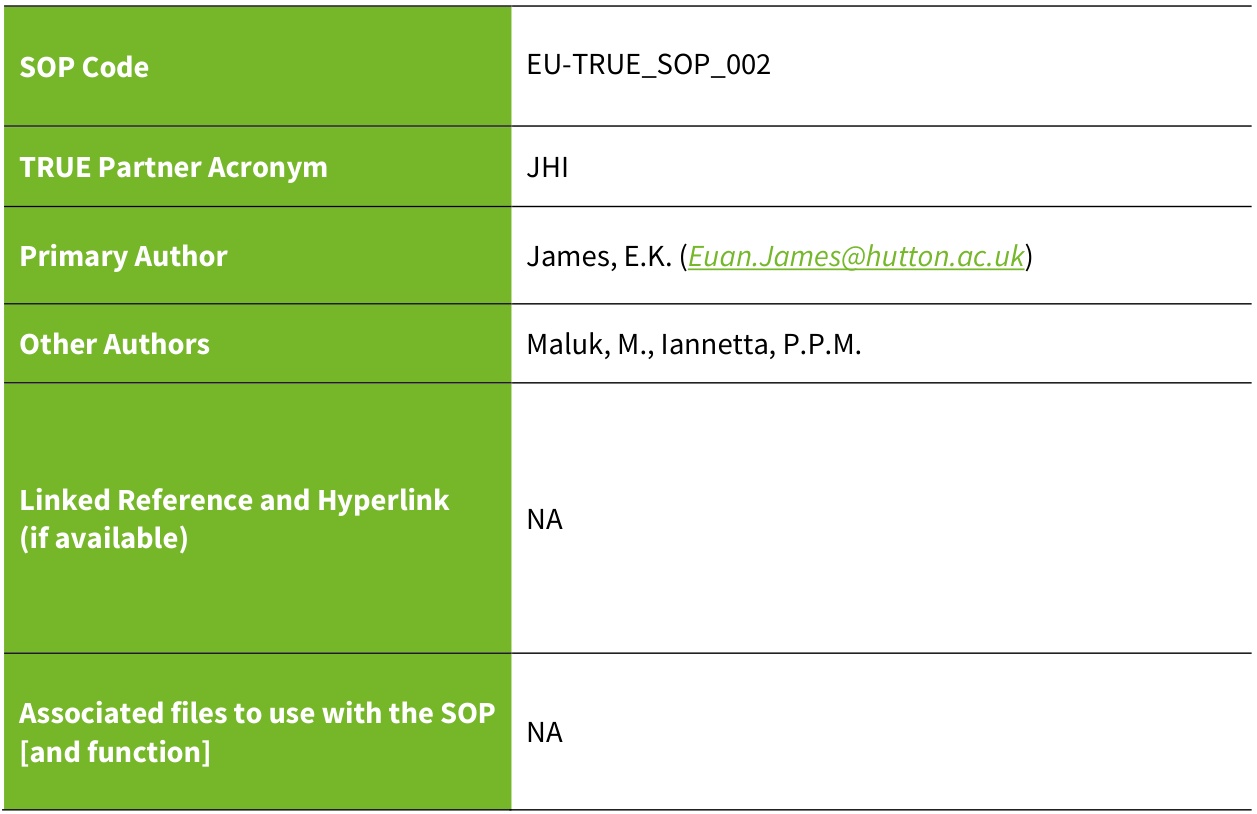 SOP Code
EU-TRUE_SOP_002
TRUE Partner Acronym
JHI
Primary Author
James, E.K. (Euan.James@hutton.ac.uk)
Other Authors
Maluk, M., Iannetta, P.P.M.
Linked Reference and Hyperlink
(if available)
NA
Associated files to use with the SOP
[and function]
NA